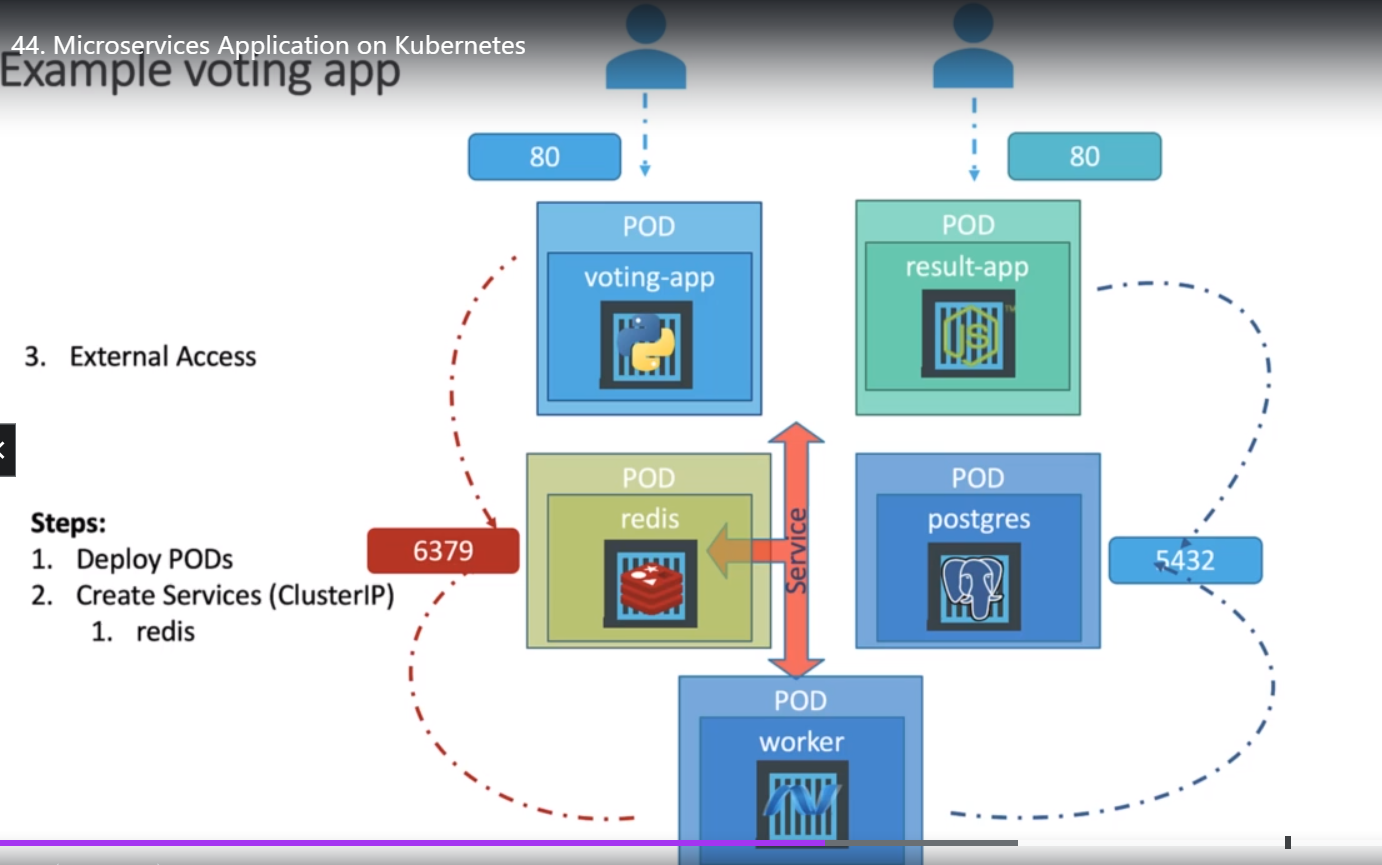 44. Microservices Application on Kubernetes
Example voting app
80
80
POD
voting-app
POD
result-app
JS
TM
3. External Access
POD
redis
Service
POD
postgres
6379
5432
Steps:
1. Deploy PODs
2. Create Services (ClusterIP)
1. redis
POD
worker